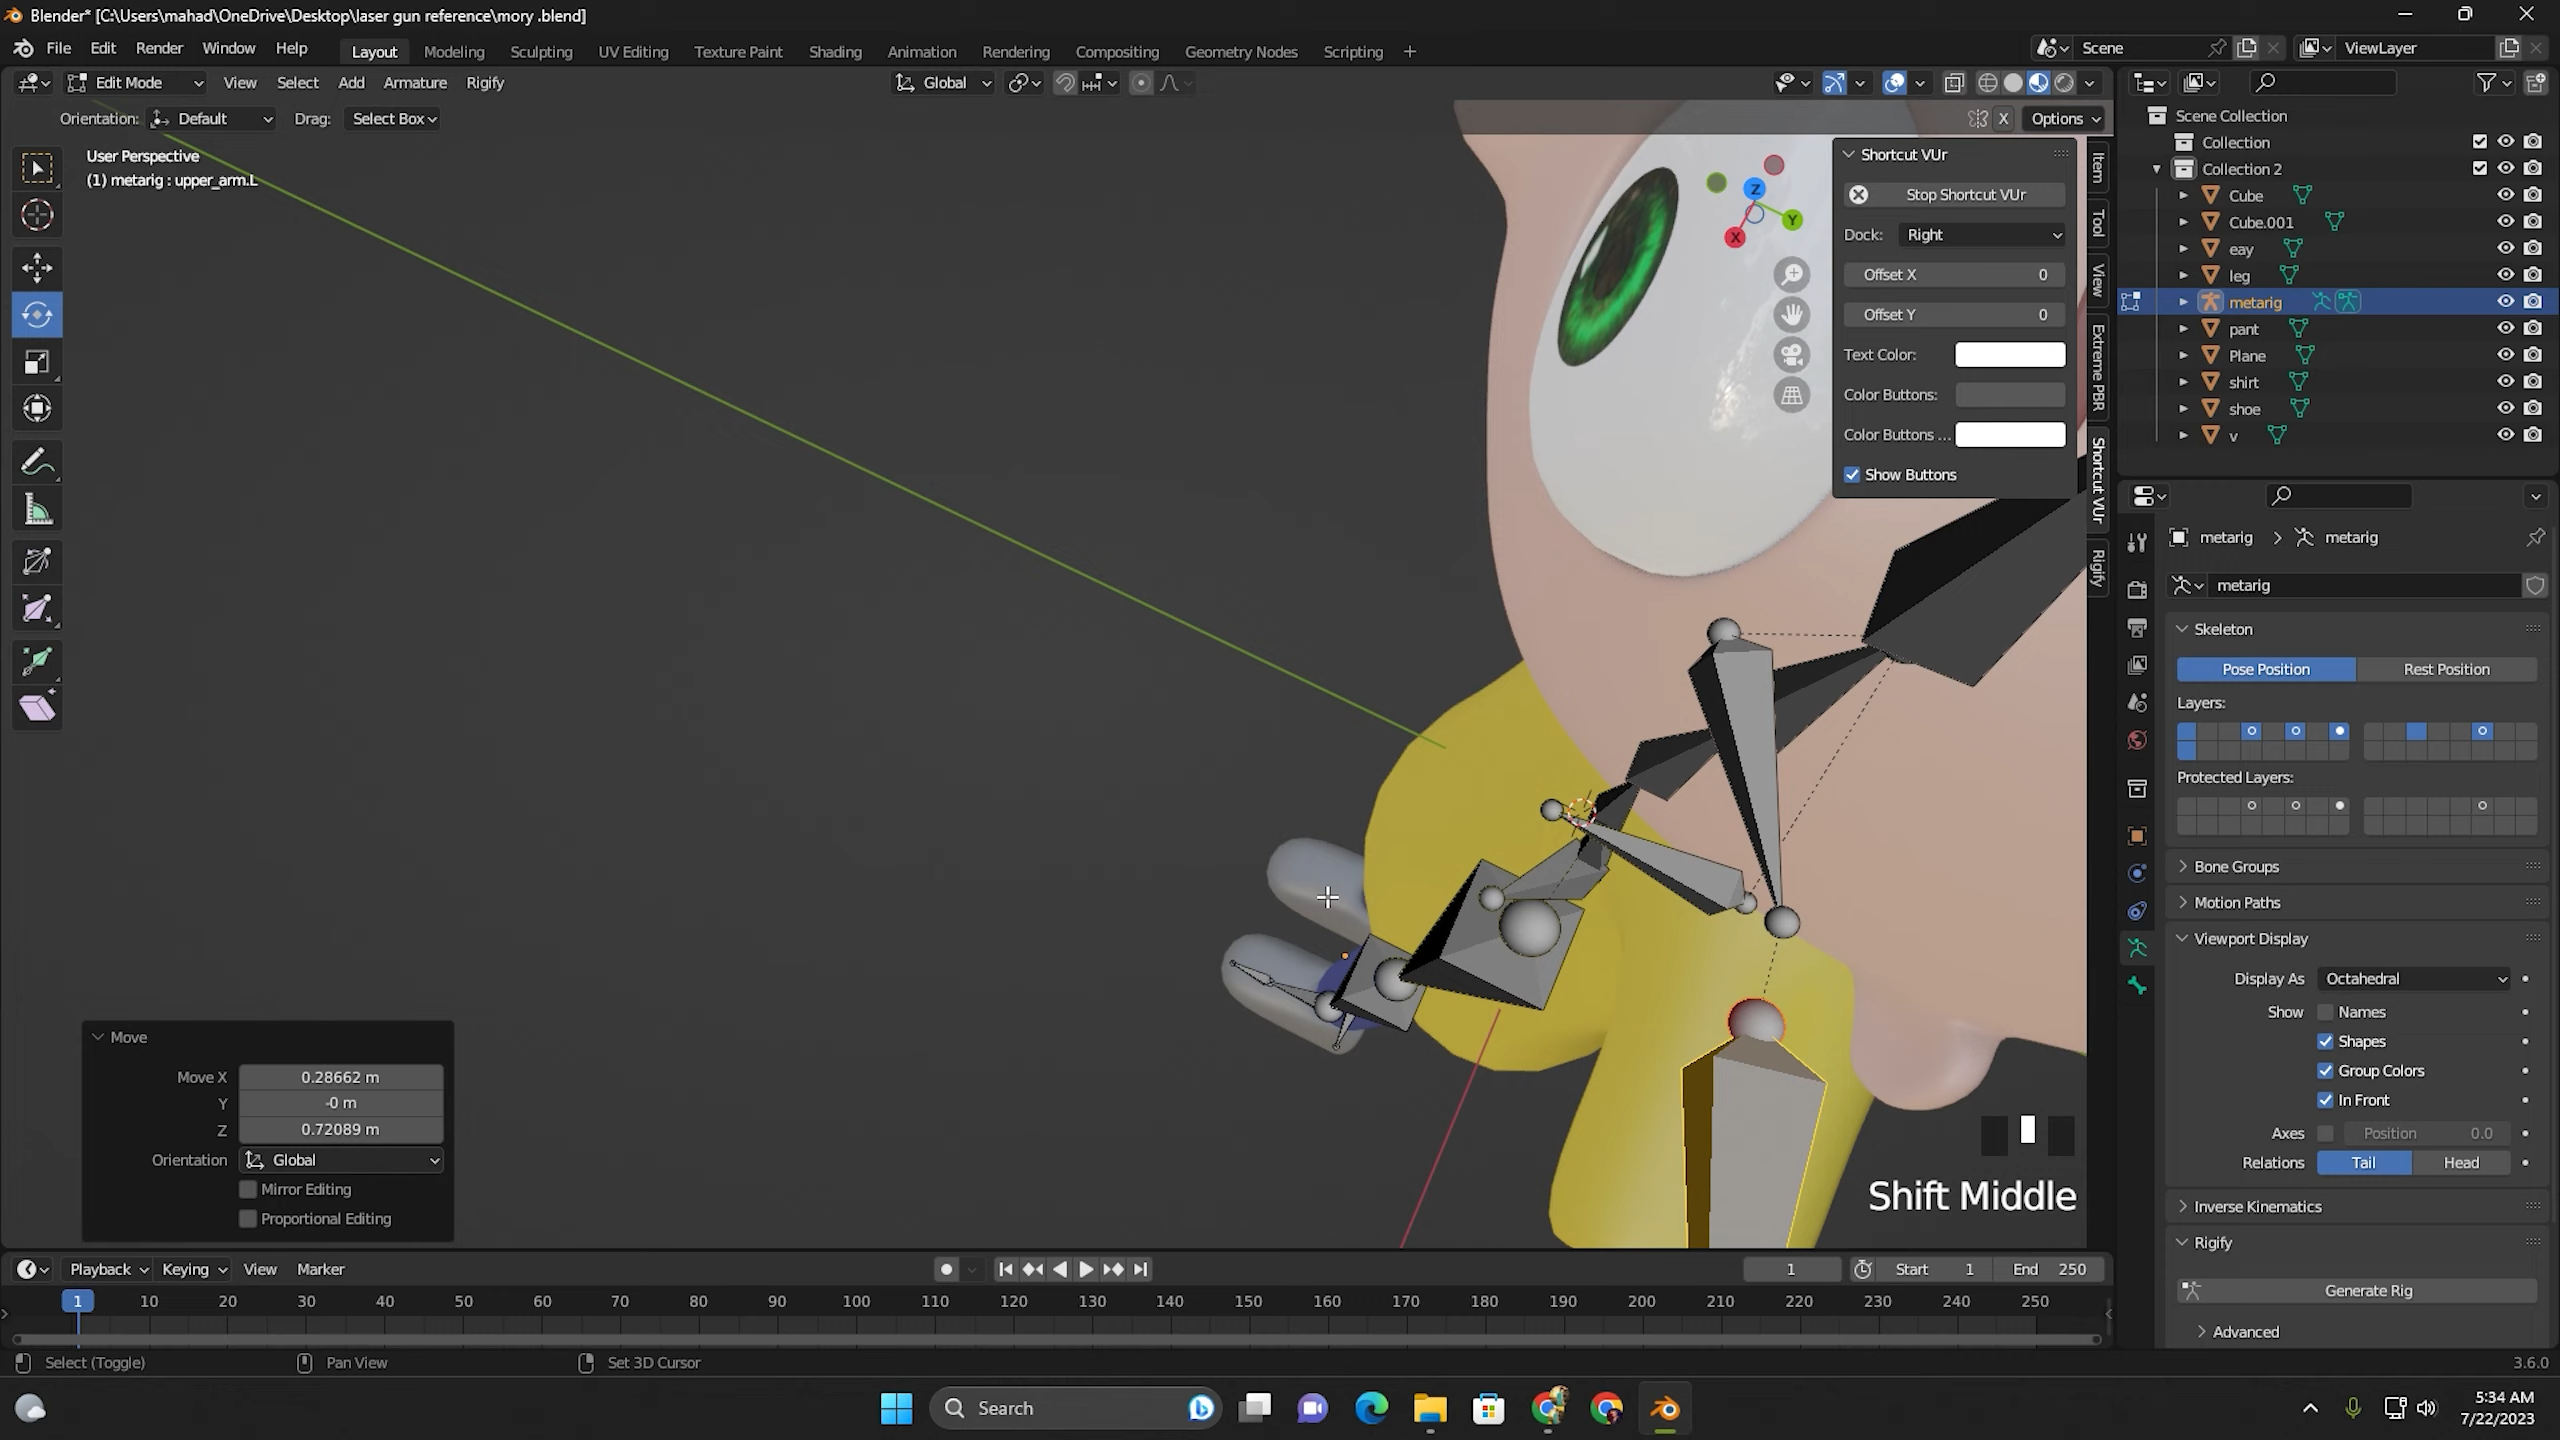 Blender* [C:\Users\mahad\OneDrive\Desktop\laser gun reference\mory .blend]
File Edit Render Window Help Layout Modeling Sculpting UV Editing Texture Paint Shading Animation Rendering Compositing Geometry Nodes Scripting + Scene ViewLayer
Edit Mode View Select Add Armature Rigify Global
Orientation: Default Drag: Select Box X Options
User Perspective
(1) metarig : upper_arm.L
Z
Y
X
Shortcut VUr
Stop Shortcut VUr
Dock: Right
Offset X 0
Offset Y 0
Text Color:
Color Buttons:
Color Buttons ...
Show Buttons
Item
Tool
View
Extreme PBR
Shortcut VUr
Rigify
Scene Collection
Collection
Collection 2
Cube
Cube.001
eay
leg
metarig
pant
Plane
shirt
shoe
v
metarig > metarig
metarig
Skeleton
Pose Position Rest Position
Layers:
Protected Layers:
Bone Groups
Motion Paths
Viewport Display
Display As Octahedral
Show Names
Shapes
Group Colors
In Front
Axes Position 0.0
Relations Tail Head
Inverse Kinematics
Rigify
Generate Rig
Advanced
Move
Move X 0.28662 m
Y -0 m
Z 0.72089 m
Orientation Global
Mirror Editing
Proportional Editing
Shift Middle
Playback Keying View Marker 1 Start 1 End 250
1 10 20 30 40 50 60 70 80 90 100 110 120 130 140 150 160 170 180 190 200 210 220 230 240 250
Select (Toggle) Pan View Set 3D Cursor 3.6.0
Search
5:34 AM
7/22/2023